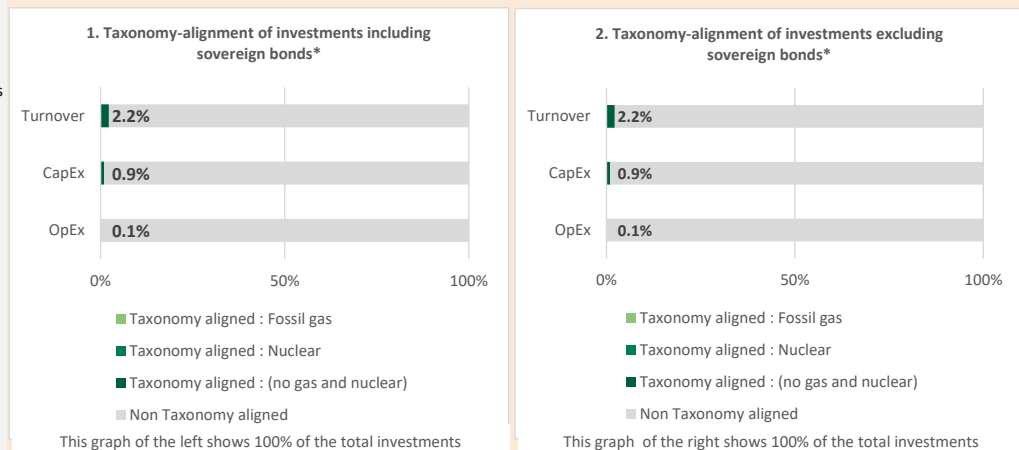 1. Taxonomy-alignment of investments including
sovereign bonds*
Turnover
2.2%
CapEx
0.9%
OpEx
0.1%
0%
50%
100%
Taxonomy aligned : Fossil gas
Taxonomy aligned : Nuclear
Taxonomy aligned : (no gas and nuclear)
Non Taxonomy aligned
This graph of the left shows 100% of the total investments
2. Taxonomy-alignment of investments excluding
sovereign bonds*
Turnover
2.2%
CapEx
0.9%
OpEx
0.1%
0%
50%
100%
Taxonomy aligned : Fossil gas
Taxonomy aligned : Nuclear
Taxonomy aligned : (no gas and nuclear)
Non Taxonomy aligned
This graph of the right shows 100% of the total investments